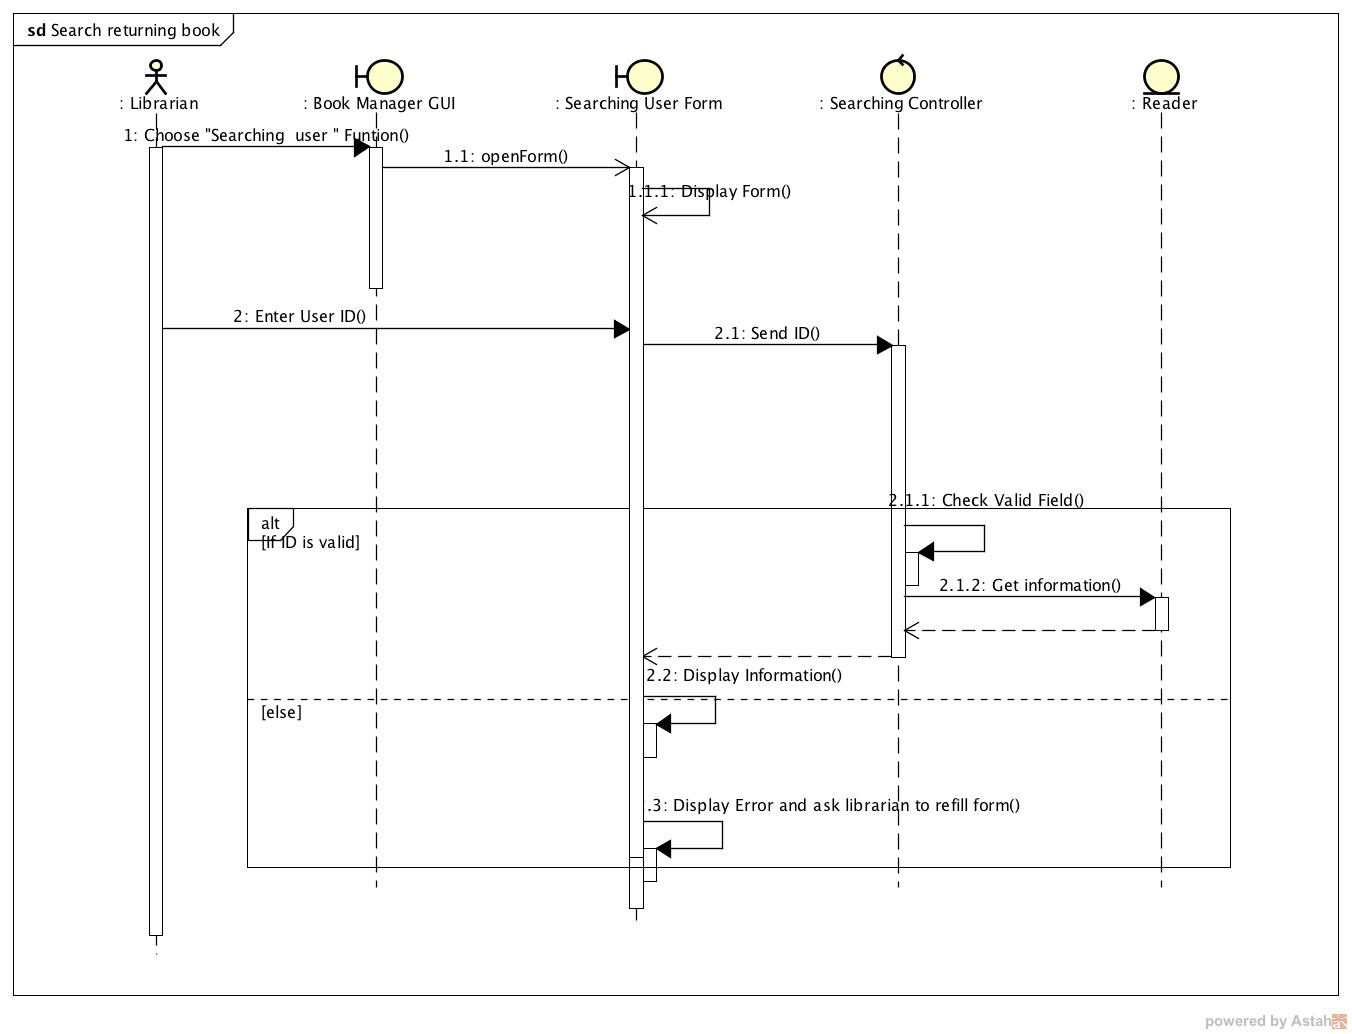 sd Search returning book
: Librarian
: Book Manager GUI
: Searching User Form
: Searching Controller
: Reader
1: Choose "Searching  user " Funtion()
1.1: openForm()
1.1.1: Display Form()
2: Enter User ID()
2.1: Send ID()
2.1.1: Check Valid Field()
alt
[If ID is valid]
2.1.2: Get information()
2.2: Display Information()
[else]
.3: Display Error and ask librarian to refill form()
powered by Astah